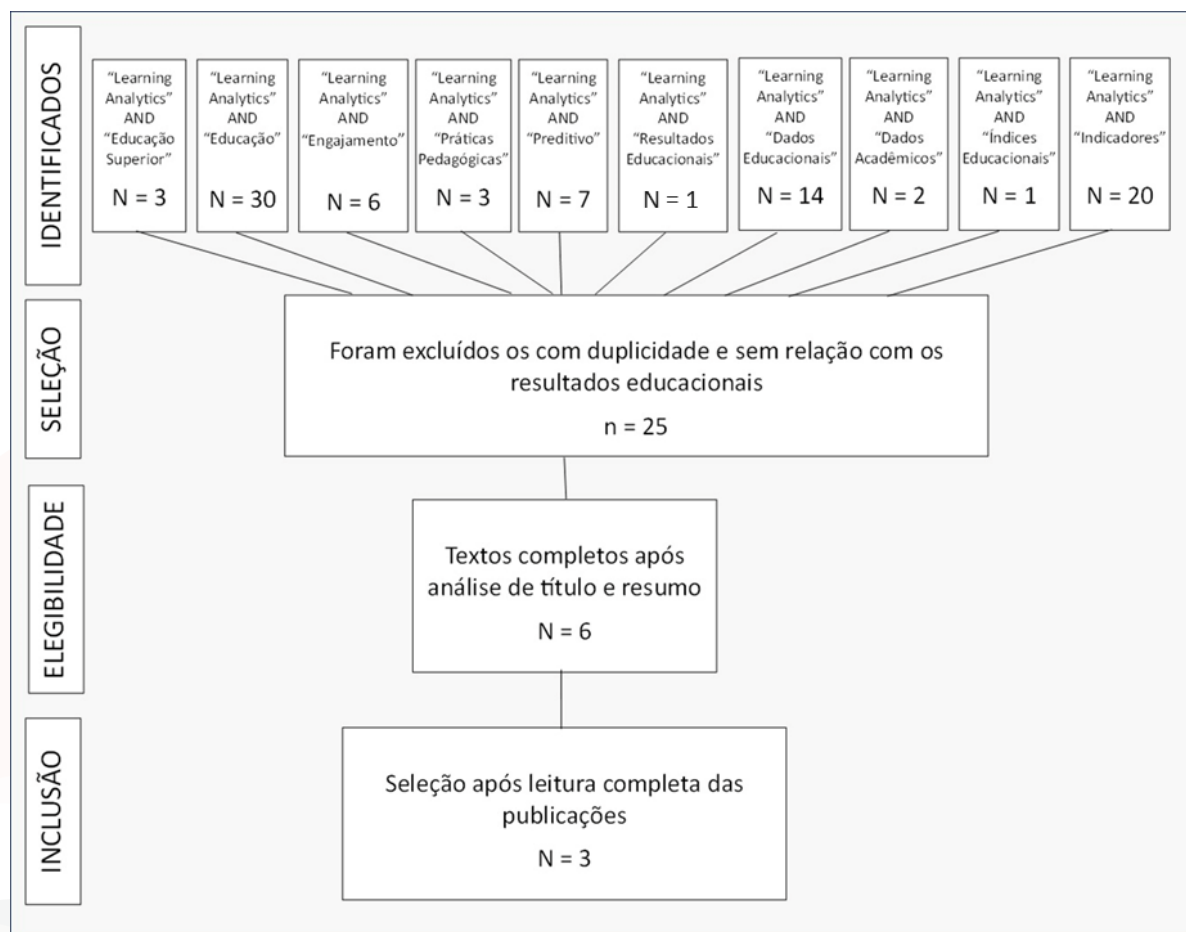 IDENTIFICADOS
“Learning
Analytics”
AND
“Educação
Superior”
N = 3
“Learning
Analytics”
AND
“Educação”
N = 30
“Learning
Analytics”
AND
“Engajamento”
N = 6
“Learning
Analytics”
AND
“Práticas
Pedagógicas”
N = 3
“Learning
Analytics”
AND
“Preditivo”
N = 7
“Learning
Analytics”
AND
“Resultados
Educacionais”
N = 1
“Learning
Analytics”
AND
“Dados
Educacionais”
N = 14
“Learning
Analytics”
AND
“Dados
Acadêmicos”
N = 2
“Learning
Analytics”
AND
“Índices
Educacionais”
N = 1
“Learning
Analytics”
AND
“Indicadores”
N = 20
SELEÇÃO
Foram excluídos os com duplicidade e sem relação com os
resultados educacionais
n = 25
ELEGIBILIDADE
Textos completos após
análise de título e resumo
N = 6
INCLUSÃO
Seleção após leitura completa das
publicações
N = 3